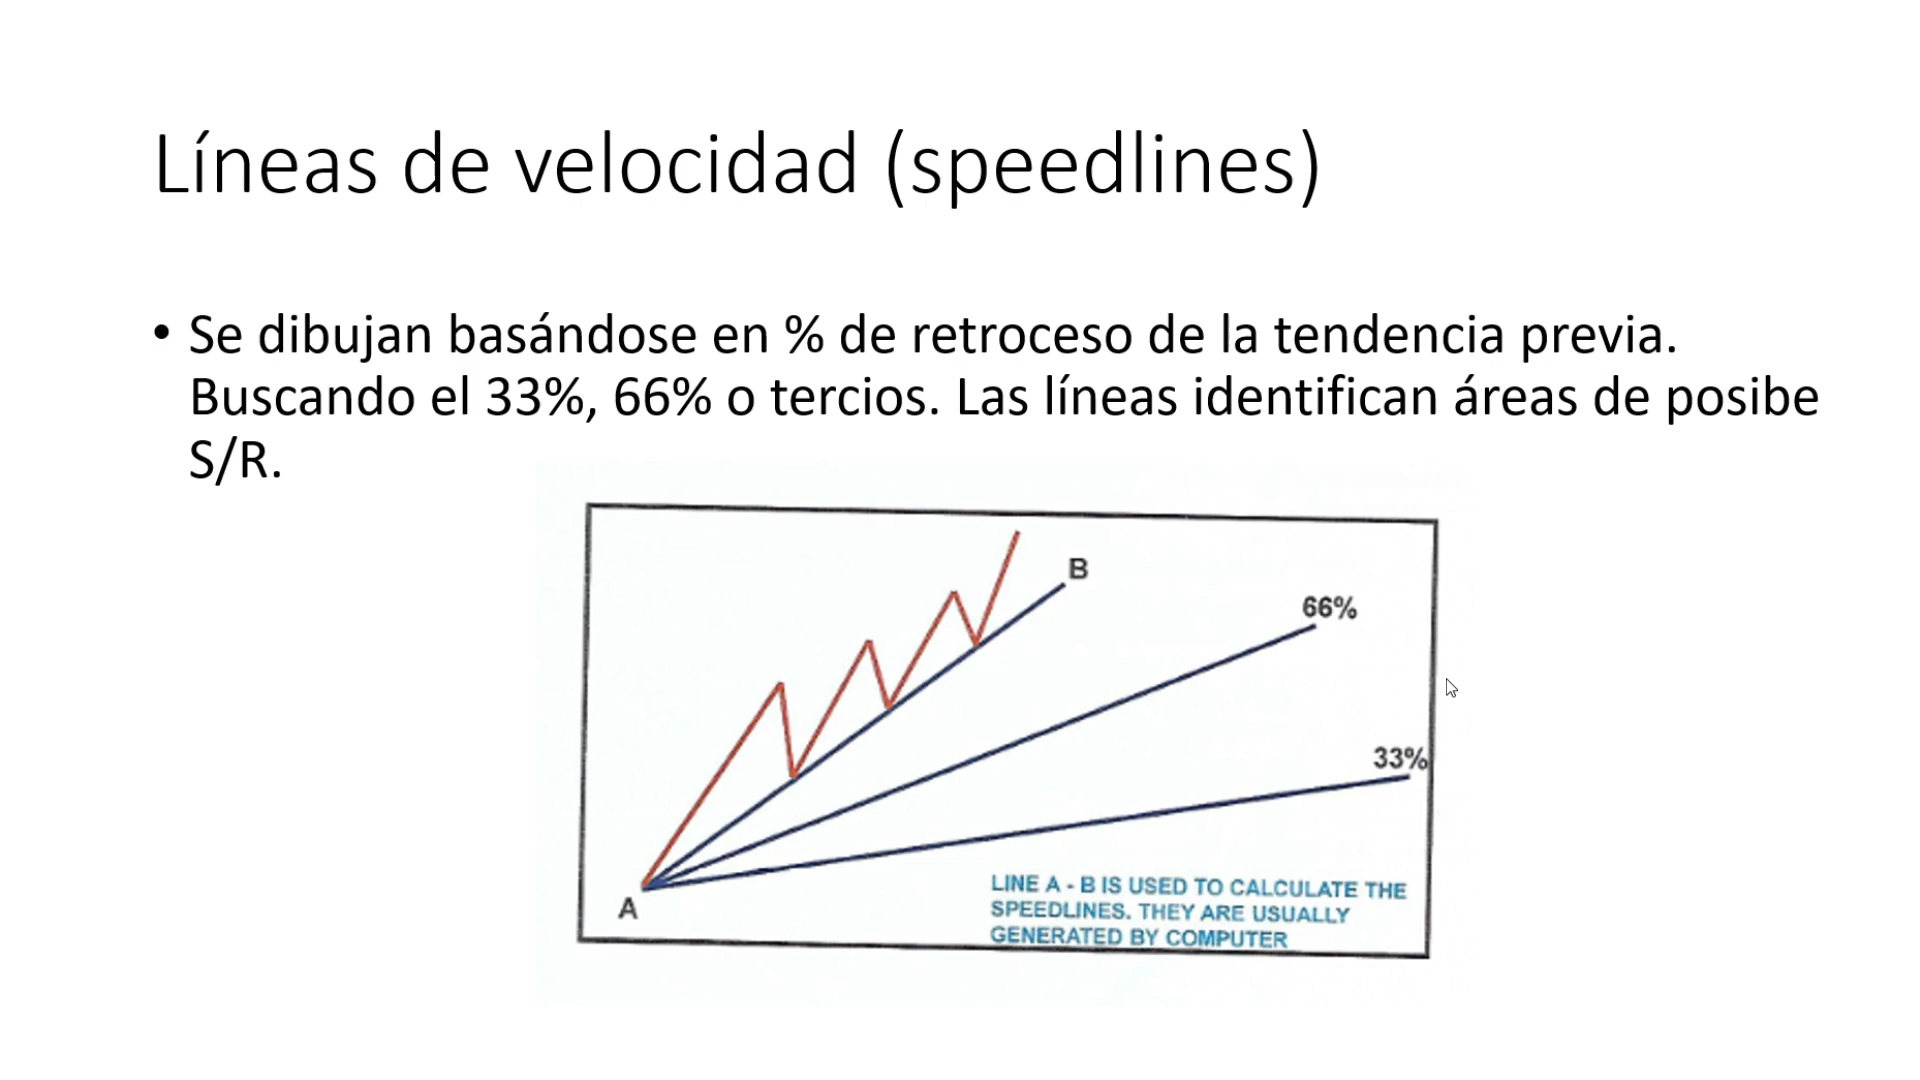 Líneas de velocidad (speedlines)
• Se dibujan basándose en % de retroceso de la tendencia previa.
Buscando el 33%, 66% o tercios. Las líneas identifican áreas de posibe
S/R.
B
66%
33%
A
LINE A - B IS USED TO CALCULATE THE
SPEEDLINES. THEY ARE USUALLY
GENERATED BY COMPUTER